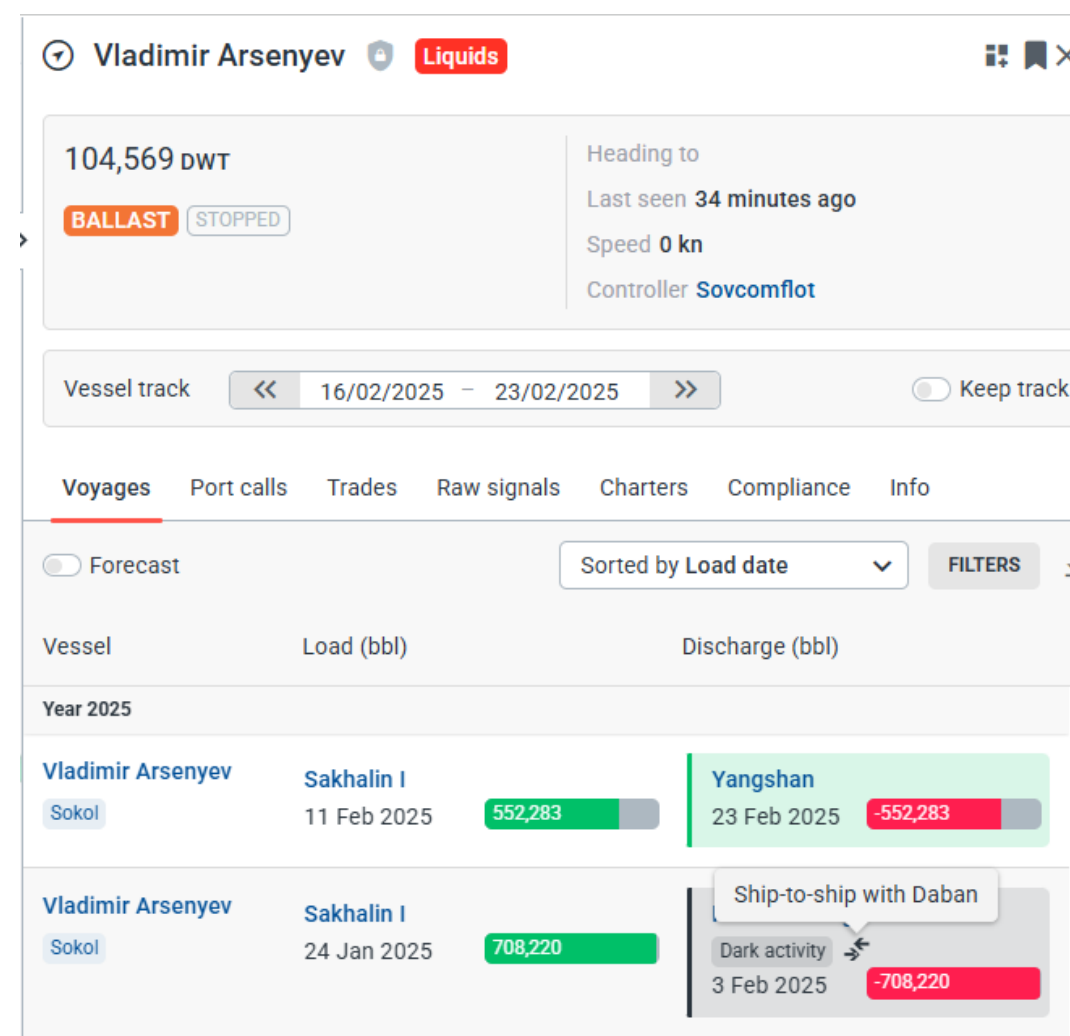 Vladimir Arsenyev Liquids
104,569 DWT
BALLAST STOPPED
Heading to
Last seen 34 minutes ago
Speed 0 kn
Controller Sovcomflot
Vessel track 16/02/2025 – 23/02/2025 Keep track
Voyages Port calls Trades Raw signals Charters Compliance Info
Forecast Sorted by Load date FILTERS
Vessel Load (bbl) Discharge (bbl)
Year 2025
Vladimir Arsenyev Sakhalin I Yangshan
Sokol 11 Feb 2025 552,283 23 Feb 2025 -552,283
Ship-to-ship with Daban
Vladimir Arsenyev Sakhalin I
Sokol 24 Jan 2025 708,220 Dark activity
3 Feb 2025 -708,220